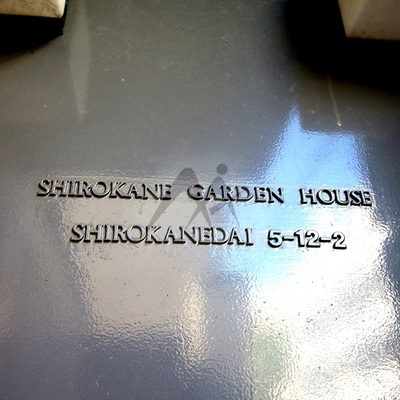 SHIROKANE GARDEN HOUSE
SHIROKANEDAI 5-12-2